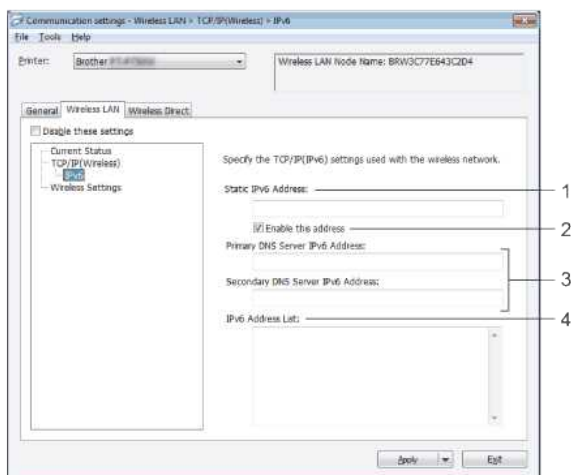 Communication settings - Wireless LAN > TCP/IP(Wireless) > IPv6
File Tools Help
Printer: Brother
Wireless LAN Node Name: BRW3C77E643C2D4
General Wireless LAN Wireless Direct
Disable these settings
Current Status
TCP/IP(Wireless)
IPv6
Wireless Settings
Specify the TCP/IP(IPv6) settings used with the wireless network.
Static IPv6 Address: 1
Enable this address 2
Primary DNS Server IPv6 Address:
3
Secondary DNS Server IPv6 Address:
IPv6 Address List: 4
Apply Exit